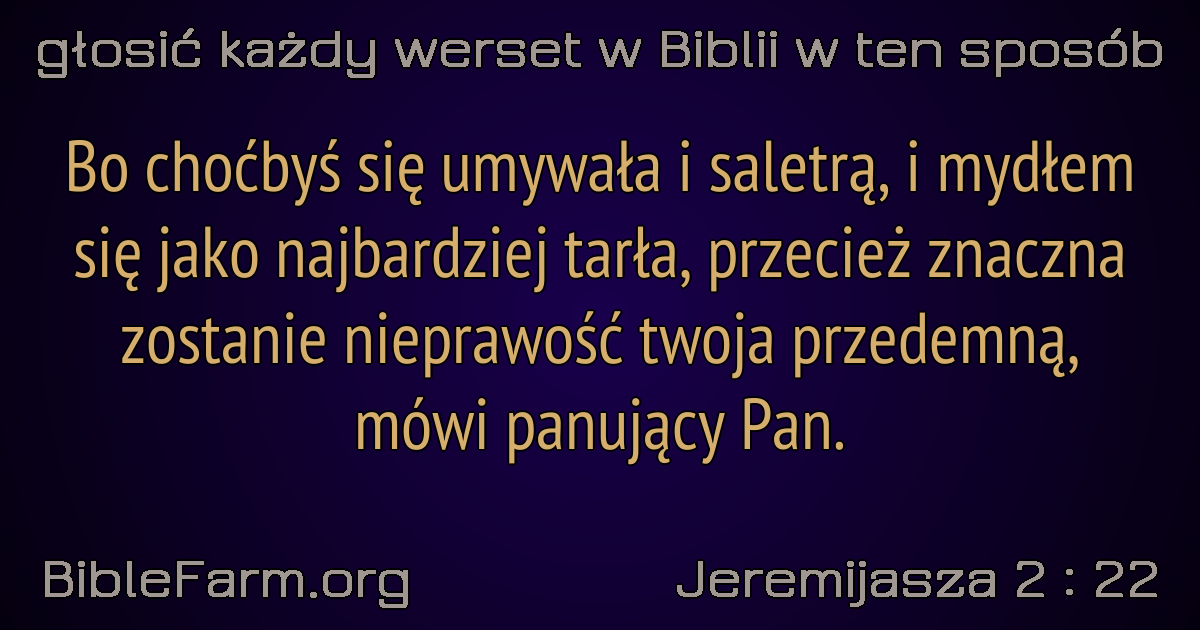 głosić każdy werset w Biblii w ten sposób
Bo choćbyś się umywała i saletrą, i mydłem
się jako najbardziej tarła, przecież znaczna
zostanie nieprawość twoja przedemną,
mówi panujący Pan.
BibleFarm.org
Jeremijasza 2 : 22